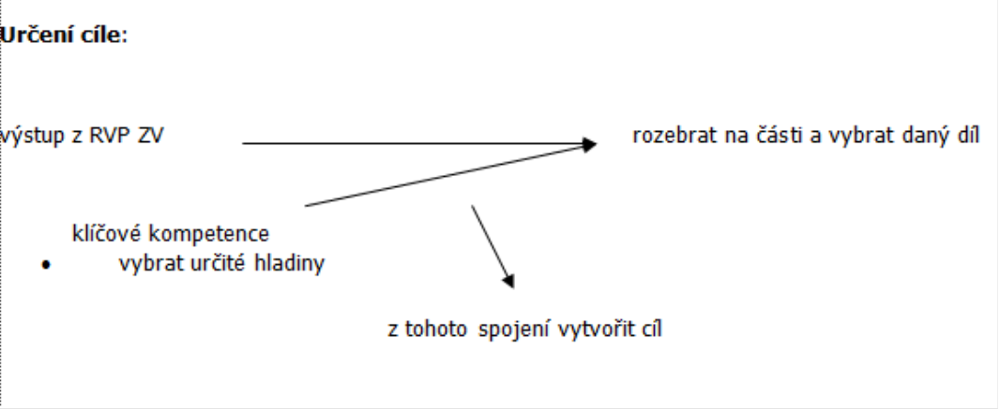 Určení cíle:
výstup z RVP ZV
rozebrat na části a vybrat daný díl
klíčové kompetence
• vybrat určité hladiny
z tohoto spojení vytvořit cíl